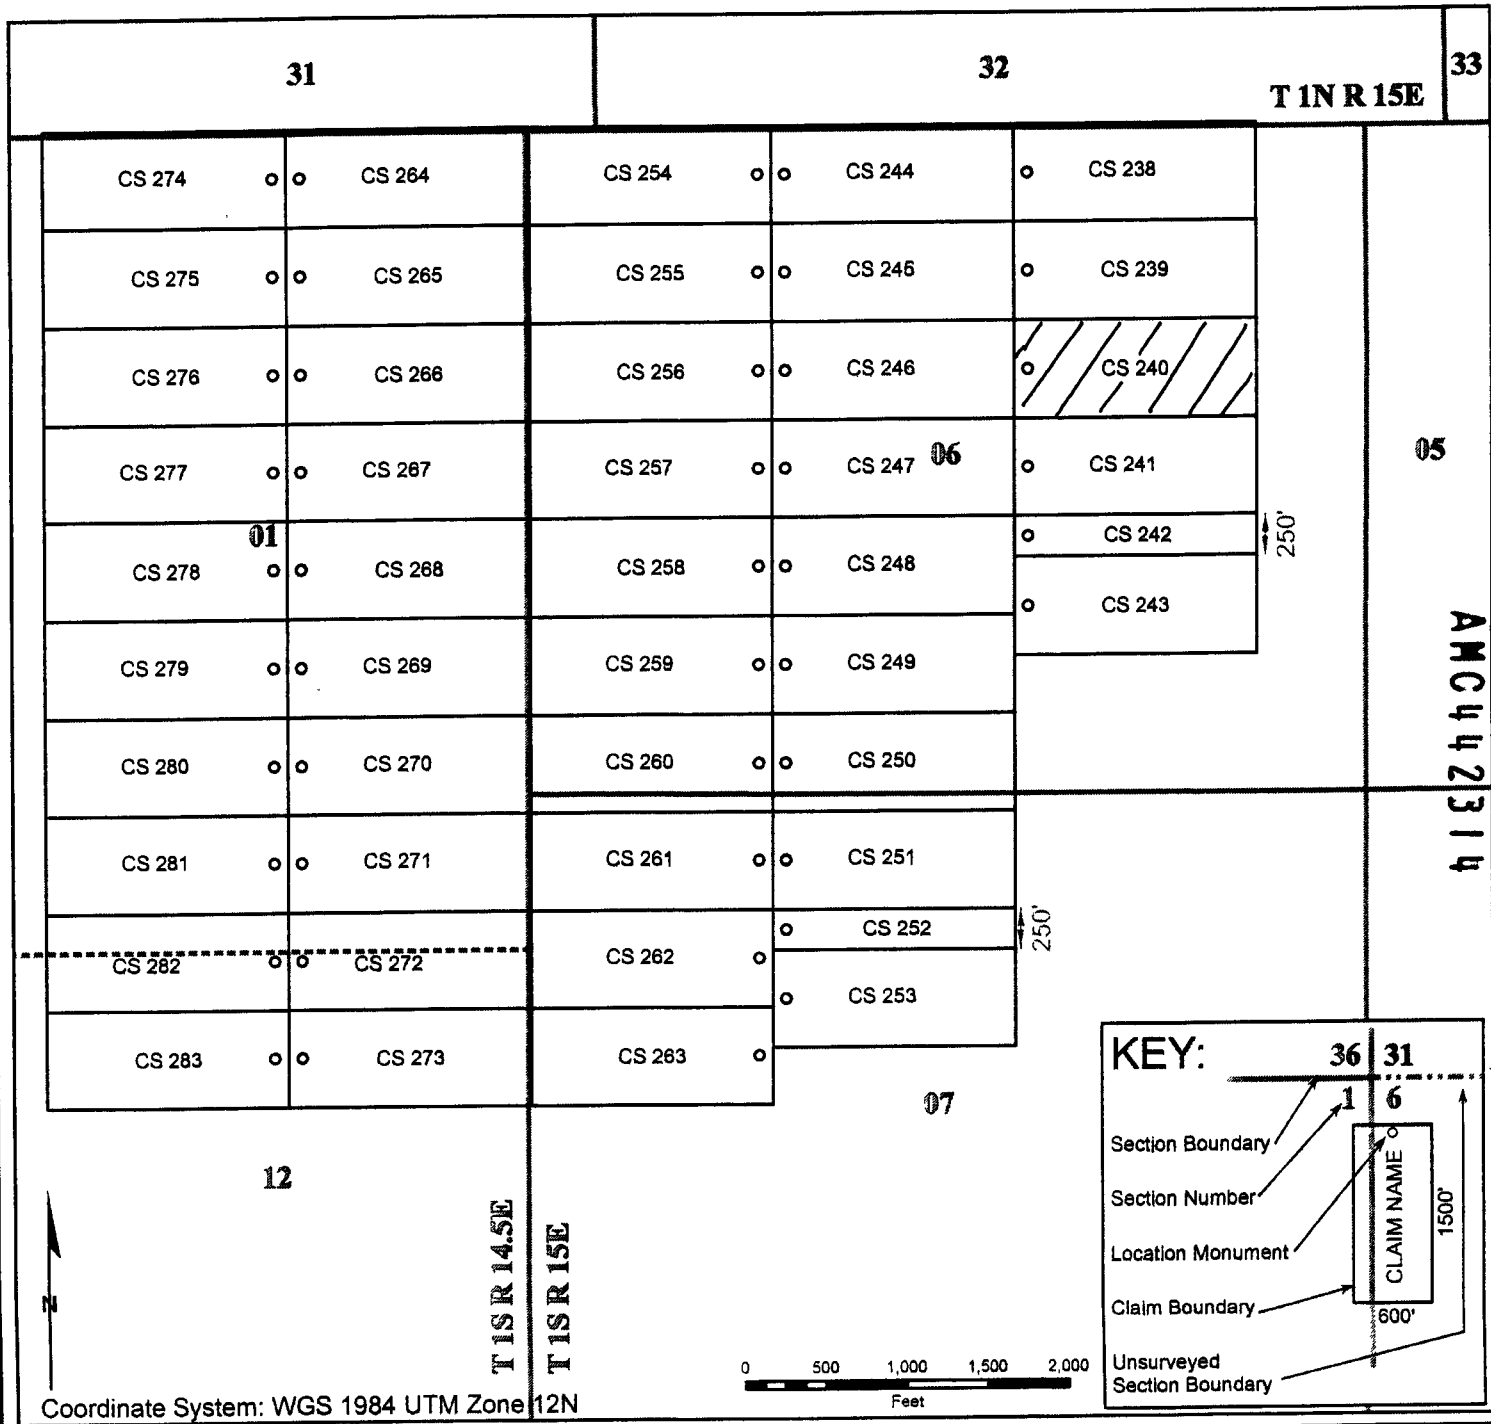 31 32 33
T 1N R 15E
CS 274 CS 264 CS 254 CS 244 CS 238
CS 275 CS 265 CS 255 CS 245 CS 239
CS 276 CS 266 CS 256 CS 246 CS 240
CS 277 CS 267 CS 257 CS 247 06 CS 241 05
01
CS 242 250'
CS 278 CS 268 CS 258 CS 248
CS 243
CS 279 CS 269 CS 259 CS 249
AMC442314
CS 280 CS 270 CS 260 CS 250
CS 281 CS 271 CS 261 CS 251
CS 252 250'
CS 282 CS 272 CS 262
CS 253
CS 283 CS 273 CS 263
07
12
T 1S R 14.5E
T 1S R 15E
N
KEY:
36 31
1 6
Section Boundary
Section Number
Location Monument
Claim Boundary
Unsurveyed
Section Boundary
CLAIM NAME
1500'
600'
0 500 1,000 1,500 2,000
Feet
Coordinate System: WGS 1984 UTM Zone 12N